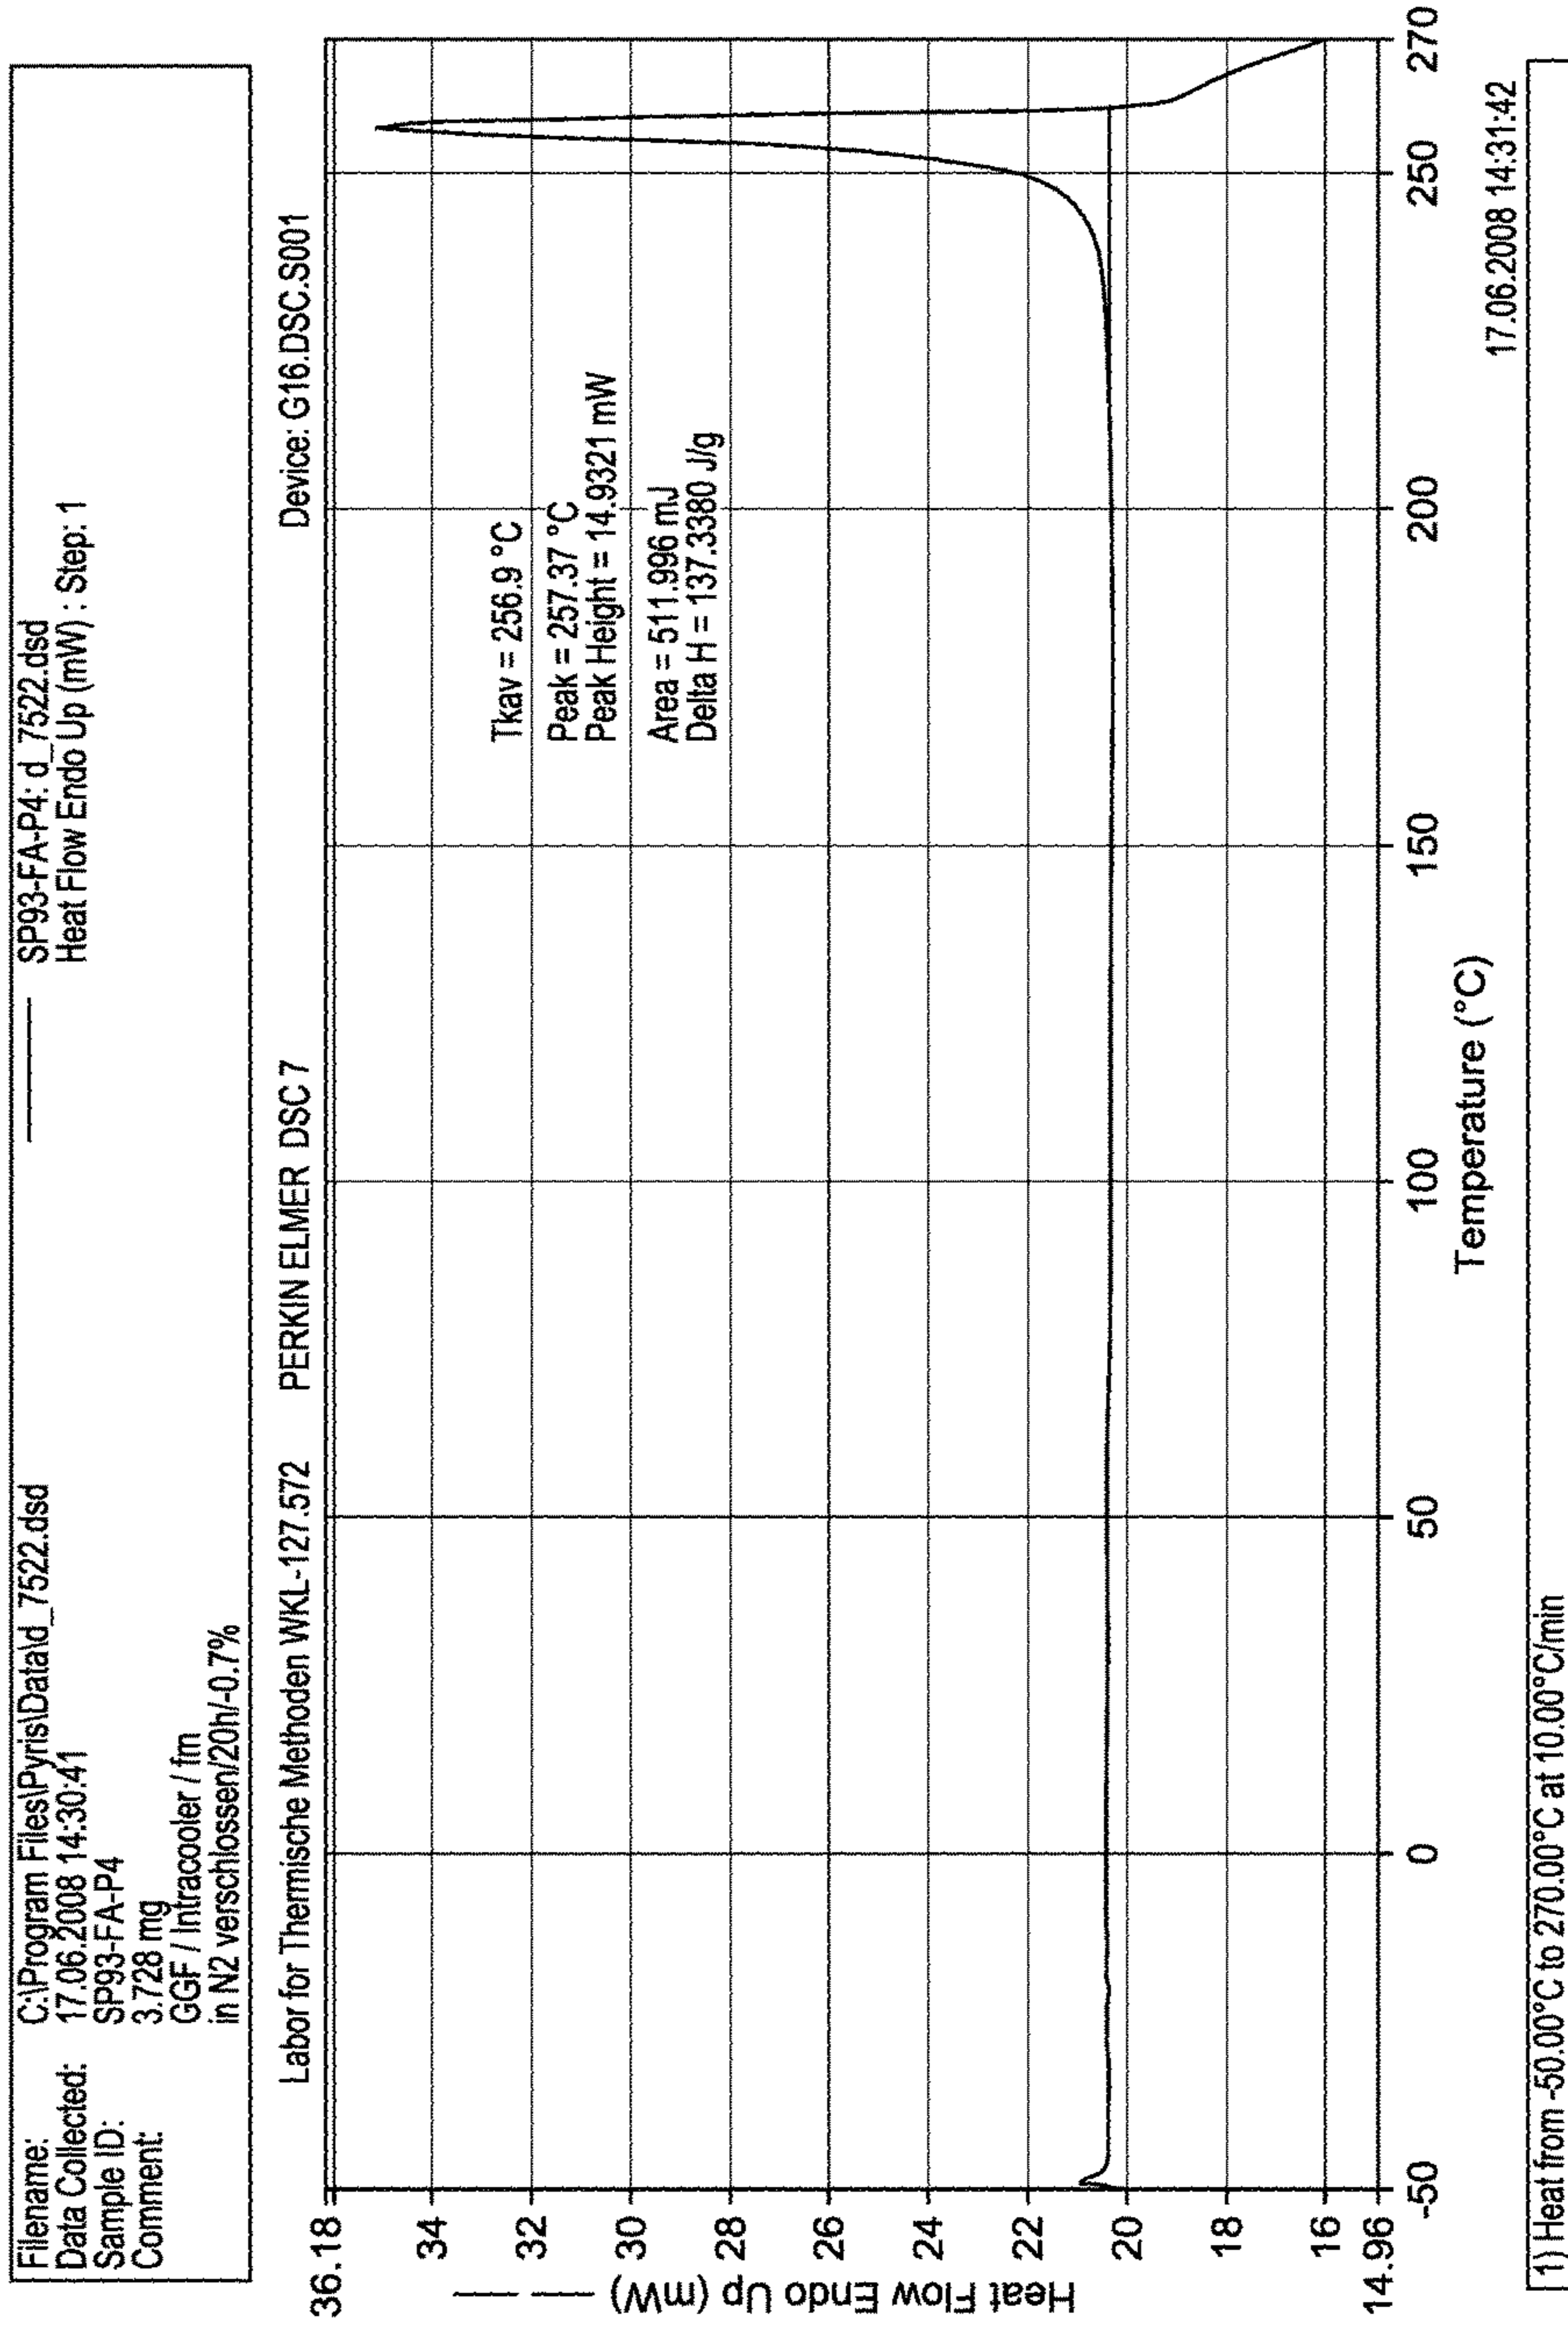 Filename: C:\Program Files\Pyris\Data\d_7522.dsd
Data Collected: 17.06.2008 14:30:41
Sample ID: SP93-FA-P4
Comment: 3.728 mg
GGF / Intracooler / fm
in N2 verschlossen/20h/-0.7%
SP93-FA-P4: d_7522.dsd
Heat Flow Endo Up (mW) : Step: 1
Labor for Thermische Methoden WKL-127.572 PERKIN ELMER DSC 7 Device: G16.DSC.S001
36.18
34
32
30
28
26
24
22
20
18
16
14.96
Heat Flow Endo Up (mW)
Tkav = 256.9 °C
Peak = 257.37 °C
Peak Height = 14.9321 mW
Area = 511.996 mJ
Delta H = 137.3380 J/g
-50 0 50 100 150 200 250 270
Temperature (°C)
17.06.2008 14:31:42
1) Heat from -50.00°C to 270.00°C at 10.00°C/min